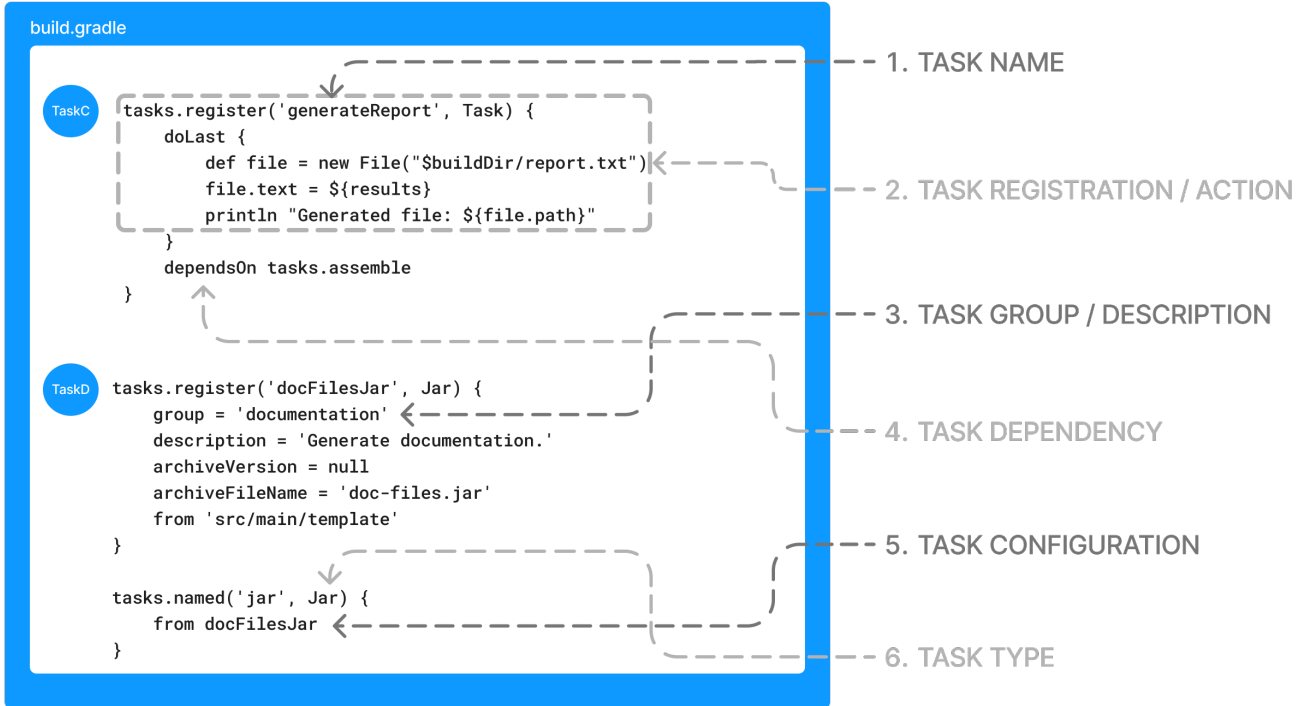 build.gradle
1. TASK NAME
TaskC
tasks.register('generateReport', Task) {
doLast {
def file = new File("$buildDir/report.txt")
file.text = ${results}
2. TASK REGISTRATION / ACTION
println "Generated file: ${file.path}"
}
dependsOn tasks.assemble
}
3. TASK GROUP / DESCRIPTION
TaskD
tasks.register('docFilesJar', Jar) {
group = 'documentation'
description = 'Generate documentation.'
4. TASK DEPENDENCY
archiveVersion = null
archiveFileName = 'doc-files.jar'
from 'src/main/template'
}
5. TASK CONFIGURATION
tasks.named('jar', Jar) {
from docFilesJar
}
6. TASK TYPE